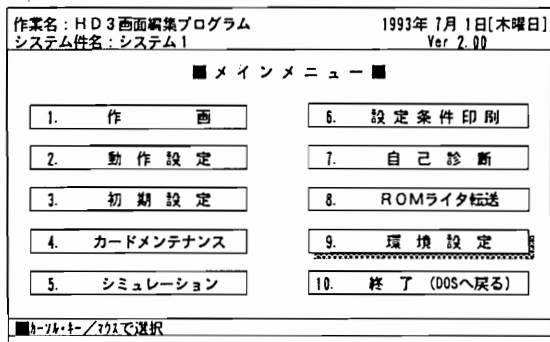 作業名：ＨＤ３画面編集プログラム 1993年 7月 1日[木曜日]
システム件名：システム１ Ver 2.00
■メインメニュー■
1. 作 画
2. 動作設定
3. 初期設定
4. カードメンテナンス
5. シミュレーション
6. 設定条件印刷
7. 自己診断
8. ＲＯＭライタ転送
9. 環境設定
10. 終 了 (DOSへ戻る)
■ｶｰｿﾙ･ｷｰ／ﾏｳｽで選択